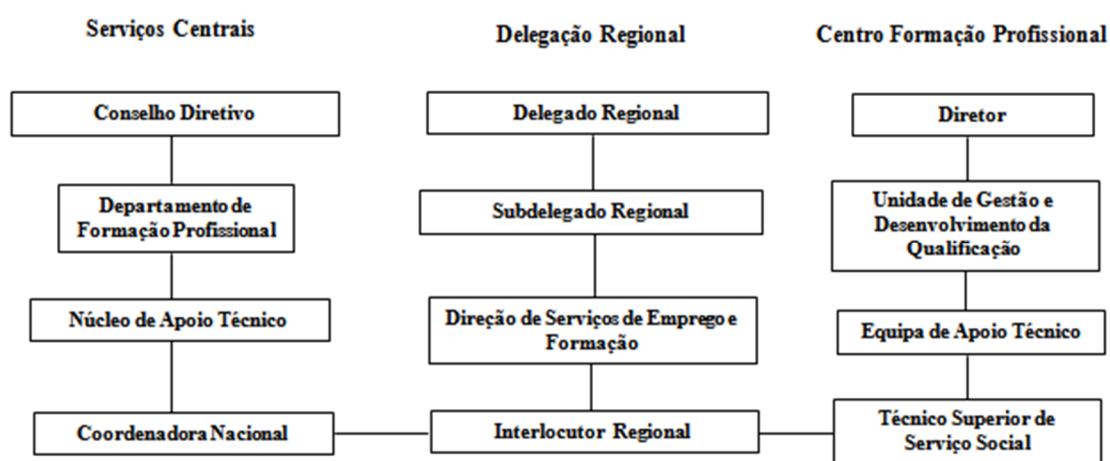 Serviços Centrais
Conselho Diretivo
Departamento de
Formação Profissional
Núcleo de Apoio Técnico
Coordenadora Nacional
Delegação Regional
Delegado Regional
Subdelegado Regional
Direção de Serviços de Emprego e
Formação
Interlocutor Regional
Centro Formação Profissional
Diretor
Unidade de Gestão e
Desenvolvimento da
Qualificação
Equipa de Apoio Técnico
Técnico Superior de
Serviço Social